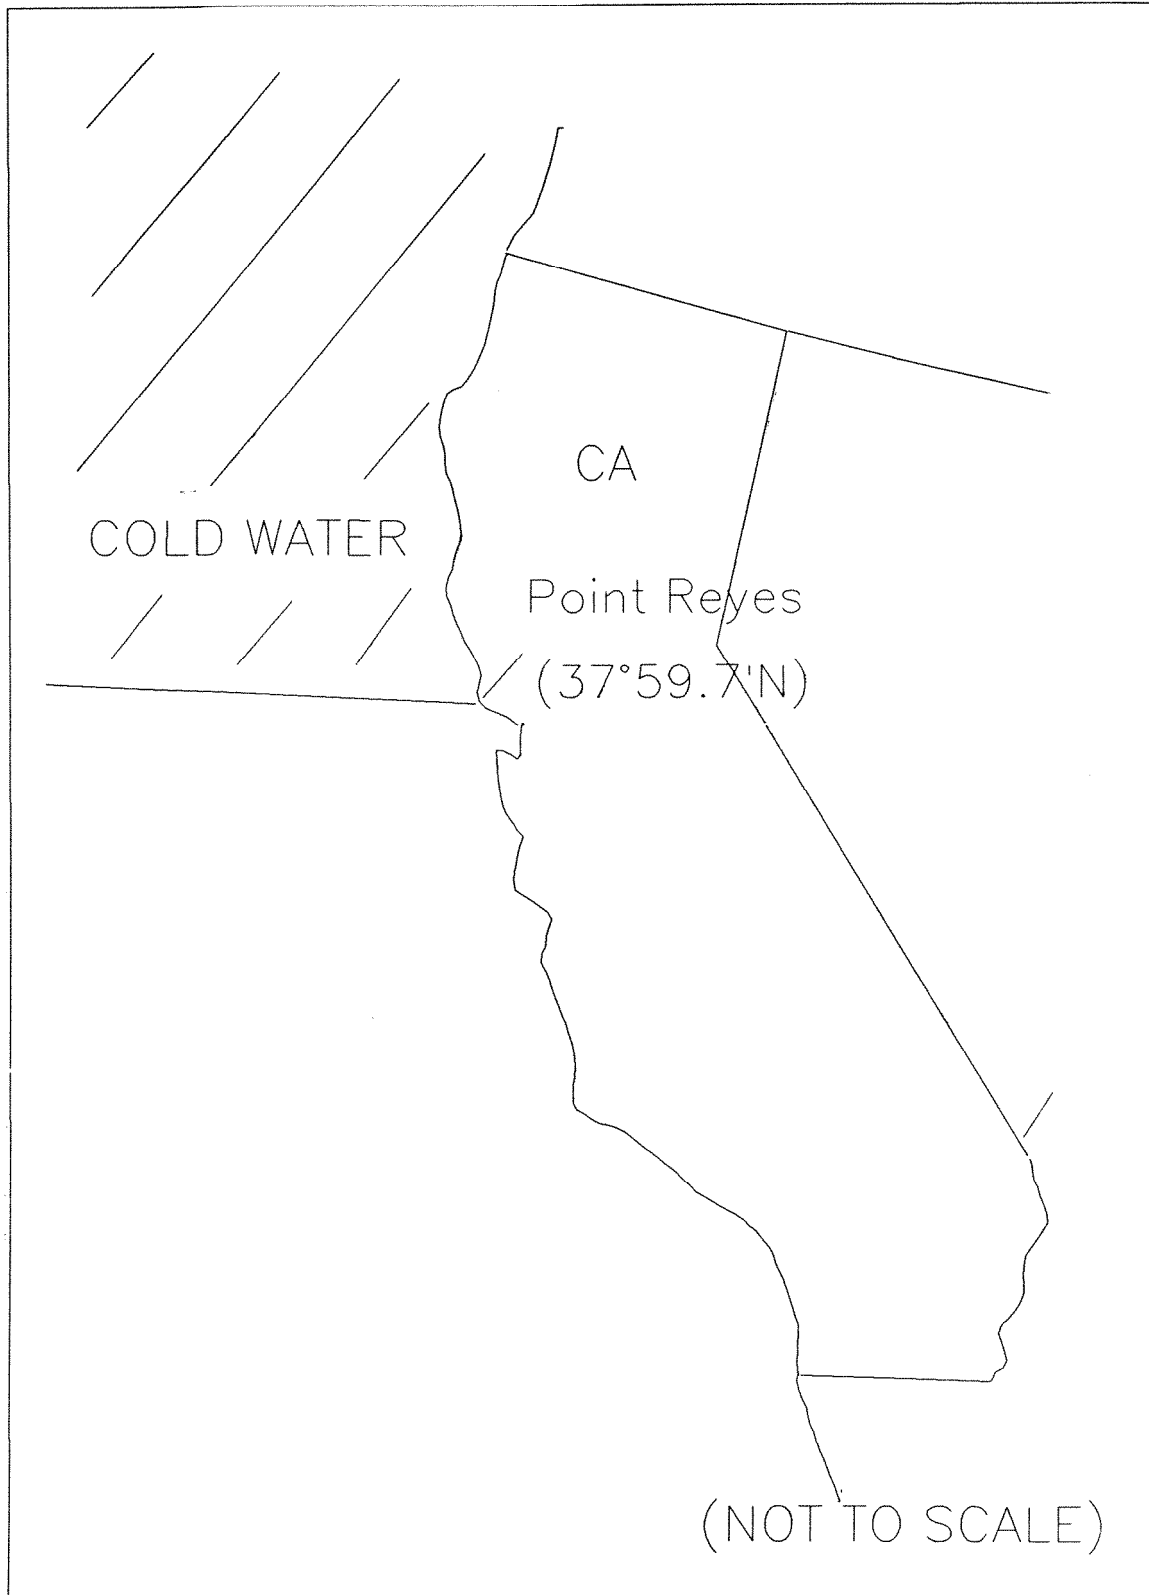 CA
COLD WATER
Point Reyes
(37°59.7'N)
(NOT TO SCALE)